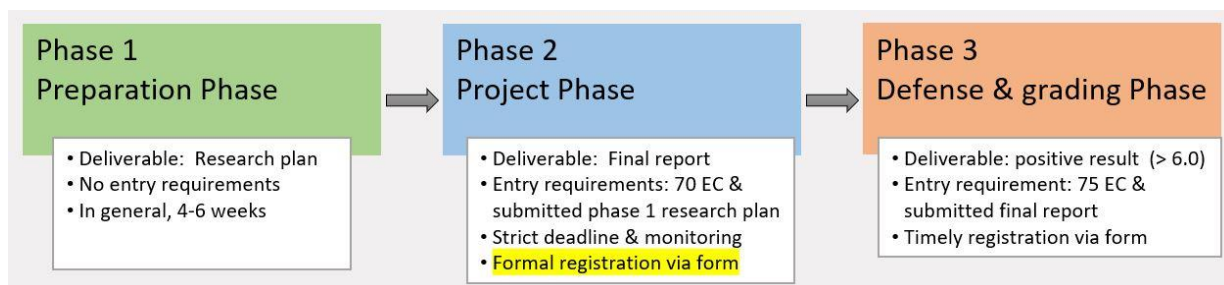 Phase 1
Preparation Phase
• Deliverable: Research plan
• No entry requirements
• In general, 4-6 weeks
Phase 2
Project Phase
• Deliverable: Final report
• Entry requirements: 70 EC &
submitted phase 1 research plan
• Strict deadline & monitoring
• Formal registration via form
Phase 3
Defense & grading Phase
• Deliverable: positive result (> 6.0)
• Entry requirement: 75 EC &
submitted final report
• Timely registration via form